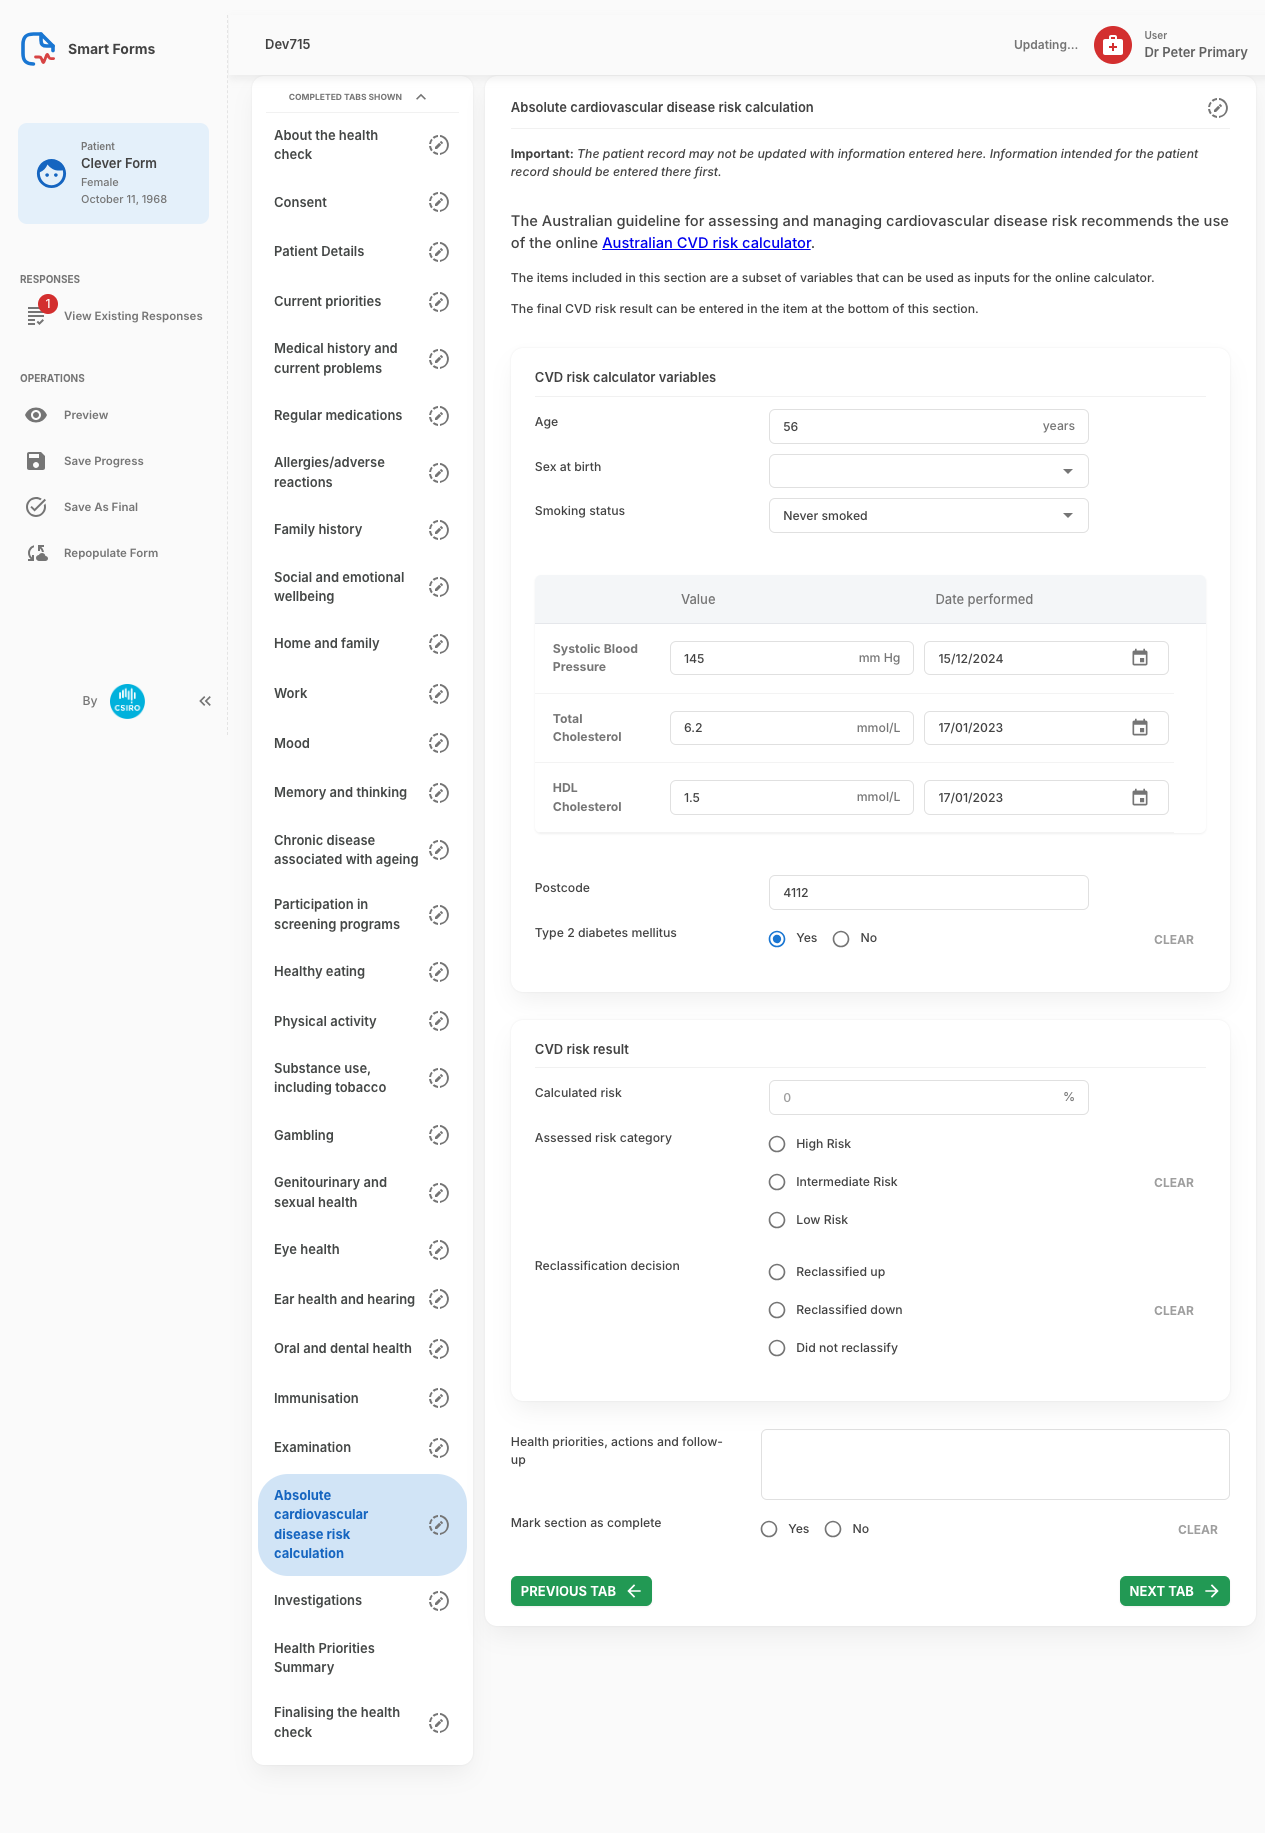 Smart Forms
Dev715
Updating...
User
Dr Peter Primary
Patient
Clever Form
Female
October 11, 1968
RESPONSES
1
View Existing Responses
OPERATIONS
Preview
Save Progress
Save As Final
Repopulate Form
By
CSIRO
COMPLETED TABS SHOWN
About the health
check
Consent
Patient Details
Current priorities
Medical history and
current problems
Regular medications
Allergies/adverse
reactions
Family history
Social and emotional
wellbeing
Home and family
Work
Mood
Memory and thinking
Chronic disease
associated with ageing
Participation in
screening programs
Healthy eating
Physical activity
Substance use,
including tobacco
Gambling
Genitourinary and
sexual health
Eye health
Ear health and hearing
Oral and dental health
Immunisation
Examination
Absolute
cardiovascular
disease risk
calculation
Investigations
Health Priorities
Summary
Finalising the health
check
Absolute cardiovascular disease risk calculation
Important: The patient record may not be updated with information entered here. Information intended for the patient
record should be entered there first.
The Australian guideline for assessing and managing cardiovascular disease risk recommends the use
of the online Australian CVD risk calculator.
The items included in this section are a subset of variables that can be used as inputs for the online calculator.
The final CVD risk result can be entered in the item at the bottom of this section.
CVD risk calculator variables
Age
56 years
Sex at birth
Smoking status
Never smoked
Value Date performed
Systolic Blood
Pressure
145 mm Hg 15/12/2024
Total
Cholesterol
6.2 mmol/L 17/01/2023
HDL
Cholesterol
1.5 mmol/L 17/01/2023
Postcode
4112
Type 2 diabetes mellitus
Yes No CLEAR
CVD risk result
Calculated risk
0 %
Assessed risk category
High Risk
Intermediate Risk
CLEAR
Low Risk
Reclassification decision
Reclassified up
Reclassified down
CLEAR
Did not reclassify
Health priorities, actions and follow-
up
Mark section as complete
Yes No CLEAR
PREVIOUS TAB
NEXT TAB